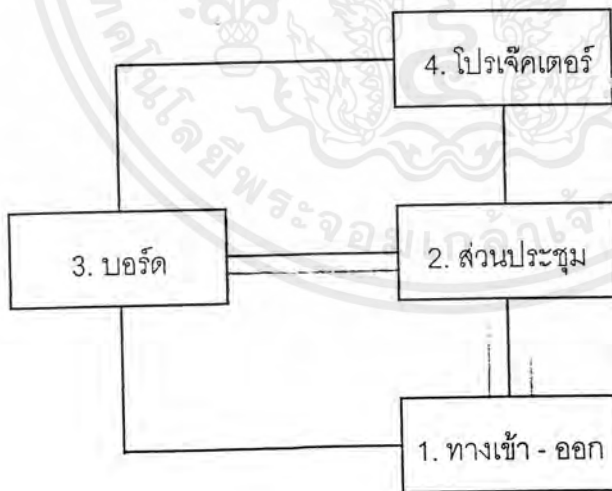 4. โปรเจ๊คเตอร์
3. บอร์ด
2. ส่วนประชุม
1. ทางเข้า - ออก